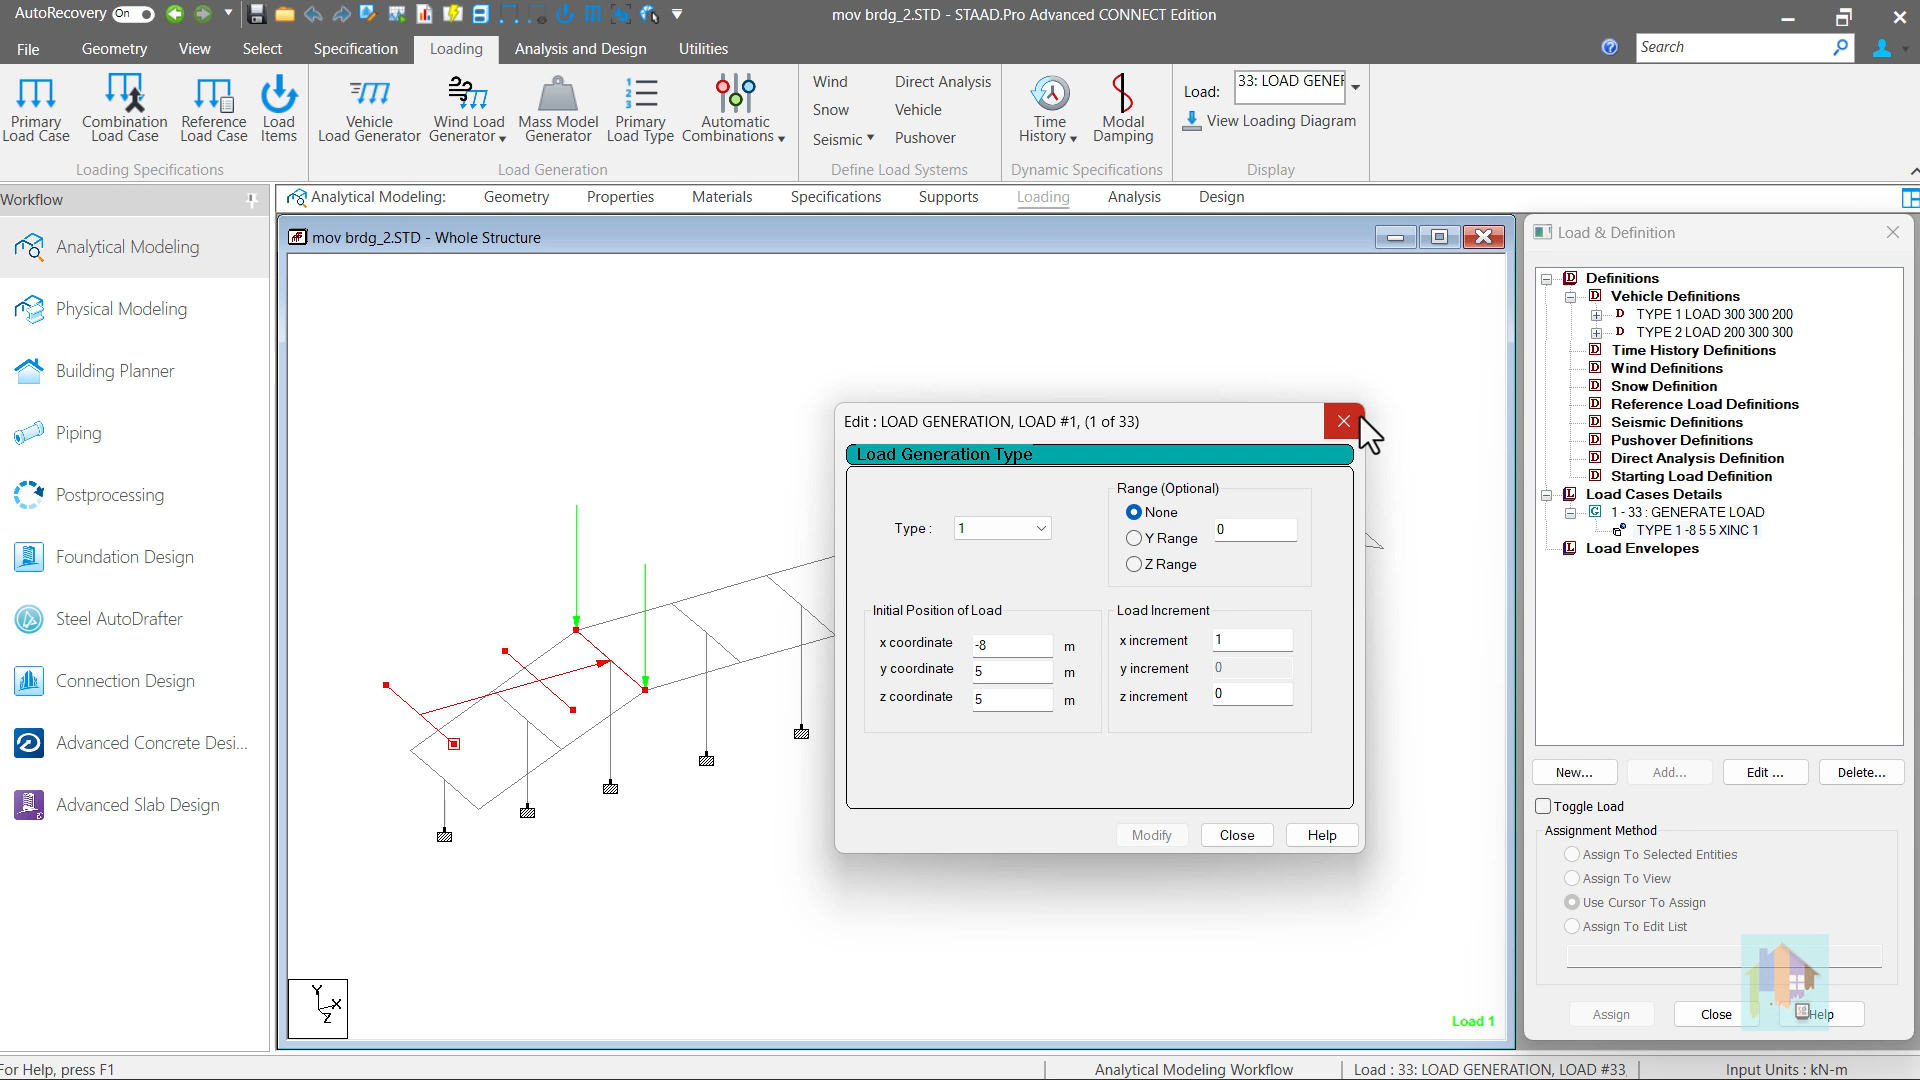 AutoRecovery On
mov brdg_2.STD - STAAD.Pro Advanced CONNECT Edition
File Geometry View Select Specification Loading Analysis and Design Utilities
Search
Primary Load Case
Combination Load Case
Reference Load Case
Load Items
Vehicle Load Generator
Wind Load Generator
Mass Model Generator
Primary Load Type
Automatic Combinations
Wind
Snow
Seismic
Direct Analysis
Vehicle
Pushover
Time History
Modal Damping
Load: 33: LOAD GENEF
View Loading Diagram
Loading Specifications
Load Generation
Define Load Systems
Dynamic Specifications
Display
Workflow
Analytical Modeling: Geometry Properties Materials Specifications Supports Loading Analysis Design
Analytical Modeling
Physical Modeling
Building Planner
Piping
Postprocessing
Foundation Design
Steel AutoDrafter
Connection Design
Advanced Concrete Desi...
Advanced Slab Design
mov brdg_2.STD - Whole Structure
Y
X
Z
Load 1
Edit : LOAD GENERATION, LOAD #1, (1 of 33)
Load Generation Type
Type : 1
Range (Optional)
None
Y Range
Z Range
0
Initial Position of Load
x coordinate -8 m
y coordinate 5 m
z coordinate 5 m
Load Increment
x increment 1
y increment 0
z increment 0
Modify Close Help
Load & Definition
Definitions
Vehicle Definitions
TYPE 1 LOAD 300 300 200
TYPE 2 LOAD 200 300 300
Time History Definitions
Wind Definitions
Snow Definition
Reference Load Definitions
Seismic Definitions
Pushover Definitions
Direct Analysis Definition
Starting Load Definition
Load Cases Details
1 - 33 : GENERATE LOAD
TYPE 1 -8 5 5 XINC 1
Load Envelopes
New... Add... Edit ... Delete...
Toggle Load
Assignment Method
Assign To Selected Entities
Assign To View
Use Cursor To Assign
Assign To Edit List
Assign Close Help
For Help, press F1
Analytical Modeling Workflow
Load : 33: LOAD GENERATION, LOAD #33
Input Units : kN-m